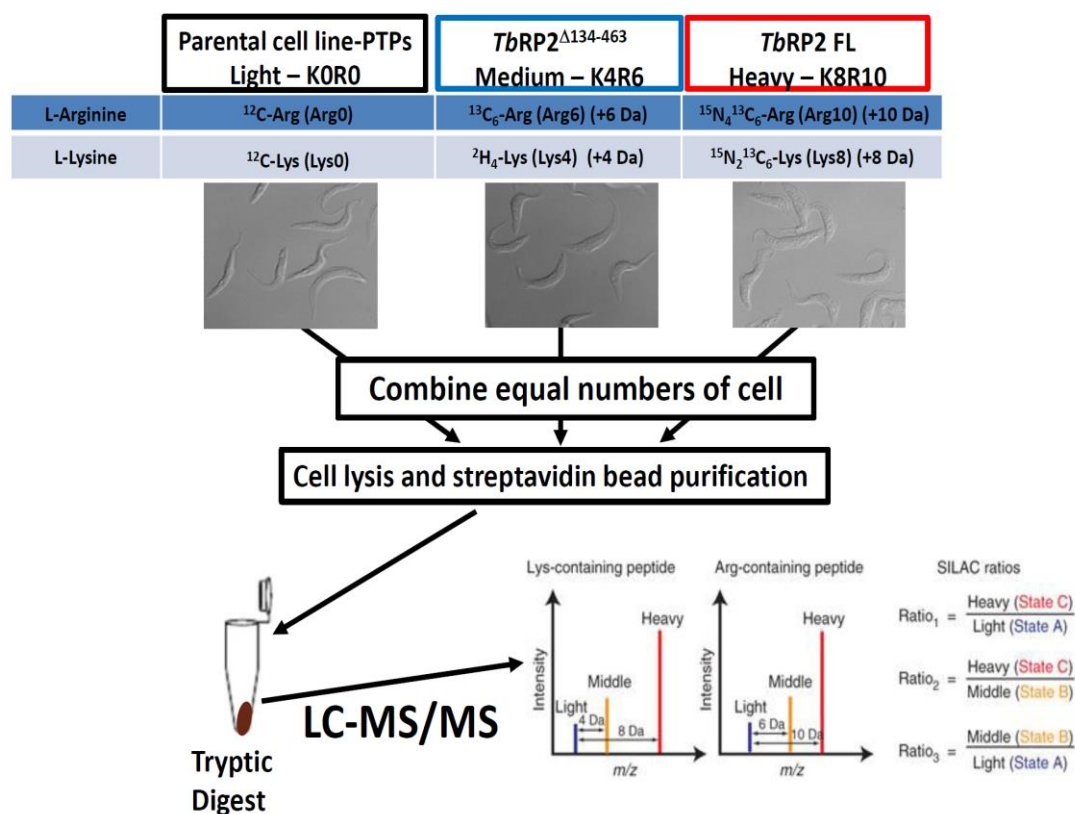 Parental cell line-PTPs
Light – K0R0
TbRP2Δ134-463
Medium – K4R6
TbRP2 FL
Heavy – K8R10
L-Arginine
¹²C-Arg (Arg0)
¹³C₆-Arg (Arg6) (+6 Da)
¹⁵N₄¹³C₆-Arg (Arg10) (+10 Da)
L-Lysine
¹²C-Lys (Lys0)
²H₄-Lys (Lys4) (+4 Da)
¹⁵N₂¹³C₆-Lys (Lys8) (+8 Da)
Combine equal numbers of cell
Cell lysis and streptavidin bead purification
Tryptic
Digest
LC-MS/MS
Lys-containing peptide
Intensity
Light
Middle
Heavy
4 Da
8 Da
m/z
Arg-containing peptide
Intensity
Light
Middle
Heavy
6 Da
10 Da
m/z
SILAC ratios
Ratio₁ = Heavy (State C)
Light (State A)
Ratio₂ = Heavy (State C)
Middle (State B)
Ratio₃ = Middle (State B)
Light (State A)